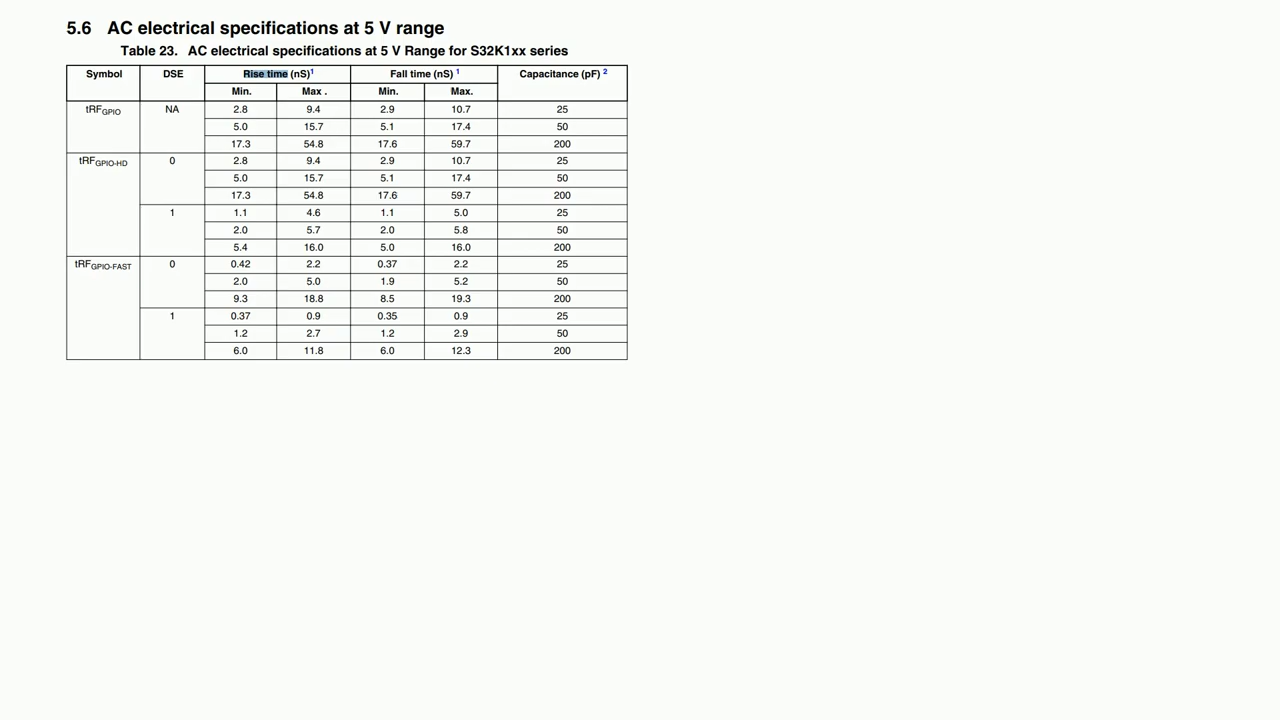 5.6 AC electrical specifications at 5 V range
Table 23. AC electrical specifications at 5 V Range for S32K1xx series
Symbol DSE Rise time (nS)1 Fall time (nS) 1 Capacitance (pF) 2
Min. Max . Min. Max.
tRFGPIO NA 2.8 9.4 2.9 10.7 25
5.0 15.7 5.1 17.4 50
17.3 54.8 17.6 59.7 200
tRFGPIO-HD 0 2.8 9.4 2.9 10.7 25
5.0 15.7 5.1 17.4 50
17.3 54.8 17.6 59.7 200
1 1.1 4.6 1.1 5.0 25
2.0 5.7 2.0 5.8 50
5.4 16.0 5.0 16.0 200
tRFGPIO-FAST 0 0.42 2.2 0.37 2.2 25
2.0 5.0 1.9 5.2 50
9.3 18.8 8.5 19.3 200
1 0.37 0.9 0.35 0.9 25
1.2 2.7 1.2 2.9 50
6.0 11.8 6.0 12.3 200